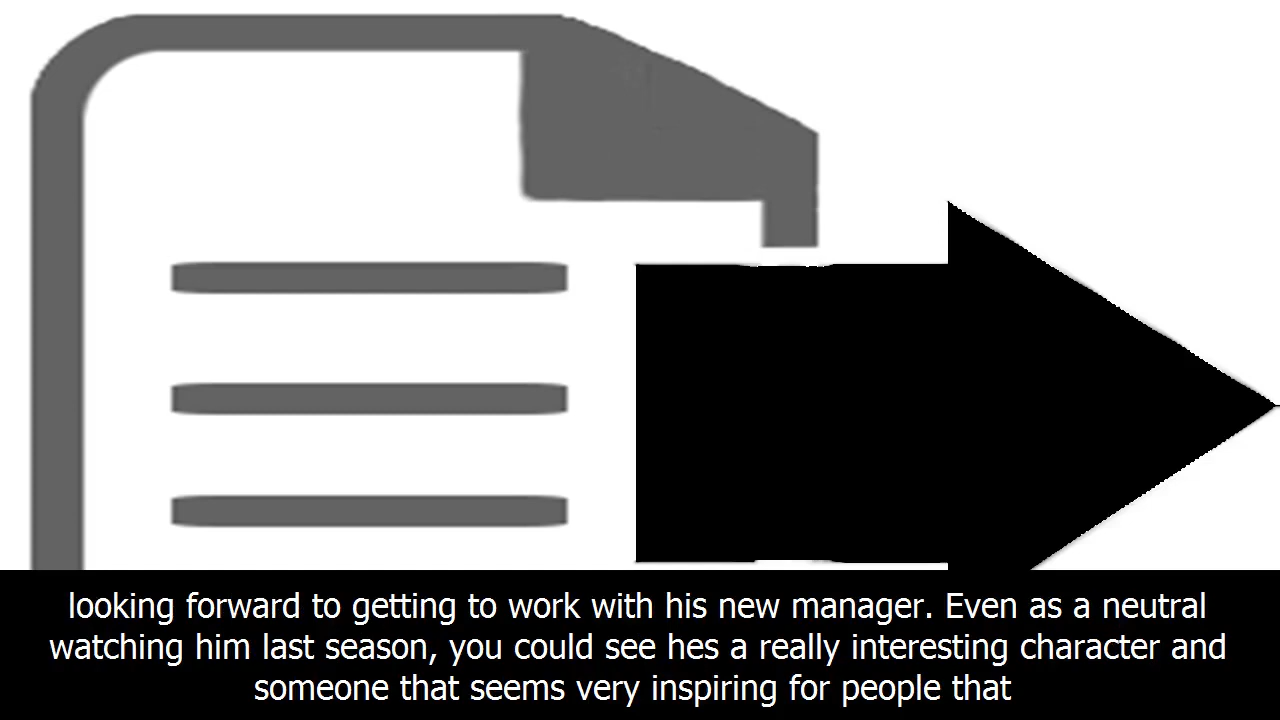 looking forward to getting to work with his new manager. Even as a neutral
watching him last season, you could see hes a really interesting character and
someone that seems very inspiring for people that